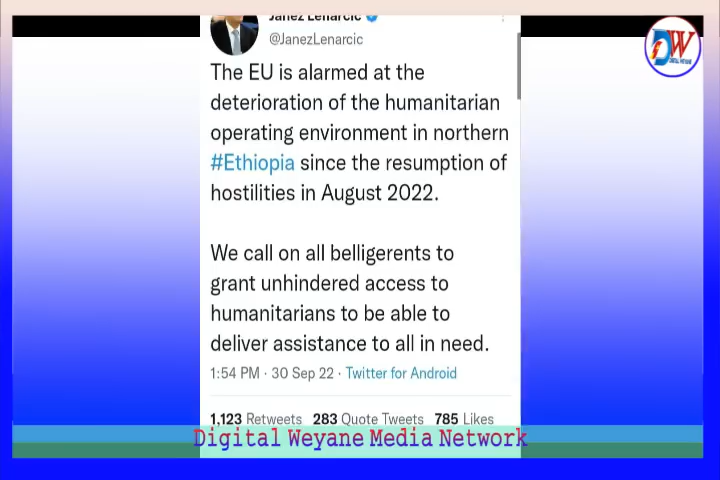 Janez Lenarčič
@JanezLenarcic
DW
DIGITAL WEYANE
The EU is alarmed at the
deterioration of the humanitarian
operating environment in northern
#Ethiopia since the resumption of
hostilities in August 2022.
We call on all belligerents to
grant unhindered access to
humanitarians to be able to
deliver assistance to all in need.
1:54 PM · 30 Sep 22 · Twitter for Android
1,123 Retweets 283 Quote Tweets 785 Likes
Digital Weyane Media Network